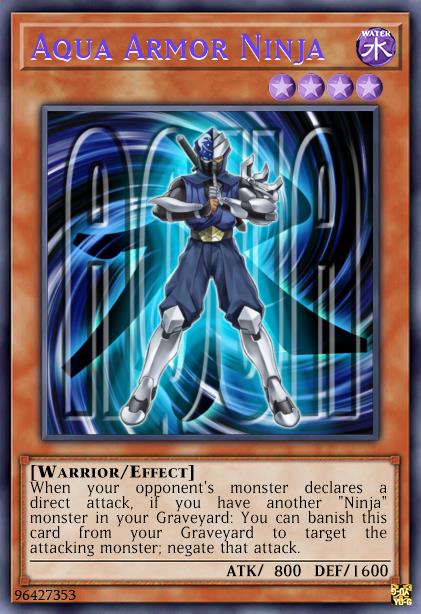 Aqua Armor Ninja
WATER
水
AQUA
[Warrior/Effect]
When your opponent's monster declares a
direct attack, if you have another "Ninja"
monster in your Graveyard: You can banish this
card from your Graveyard to target the
attacking monster; negate that attack.
ATK/ 800 DEF/1600
96427353